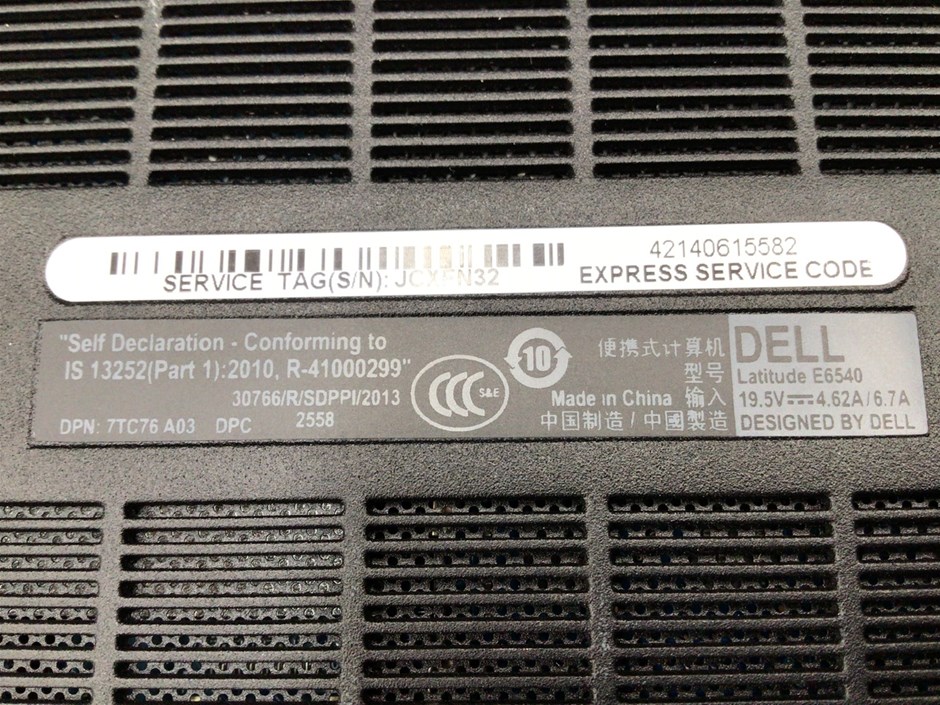 42140615582
SERVICE TAG(S/N): JCXFN32 EXPRESS SERVICE CODE
"Self Declaration - Conforming to
IS 13252(Part 1):2010, R-41000299"
30766/R/SDPPI/2013
2558
DPN: 7TC76 A03 DPC
CCC S&E
10
便携式计算机
型号
Made in China 输入
中国制造 / 中國製造
DELL
Latitude E6540
19.5V⎓4.62A/6.7A
DESIGNED BY DELL